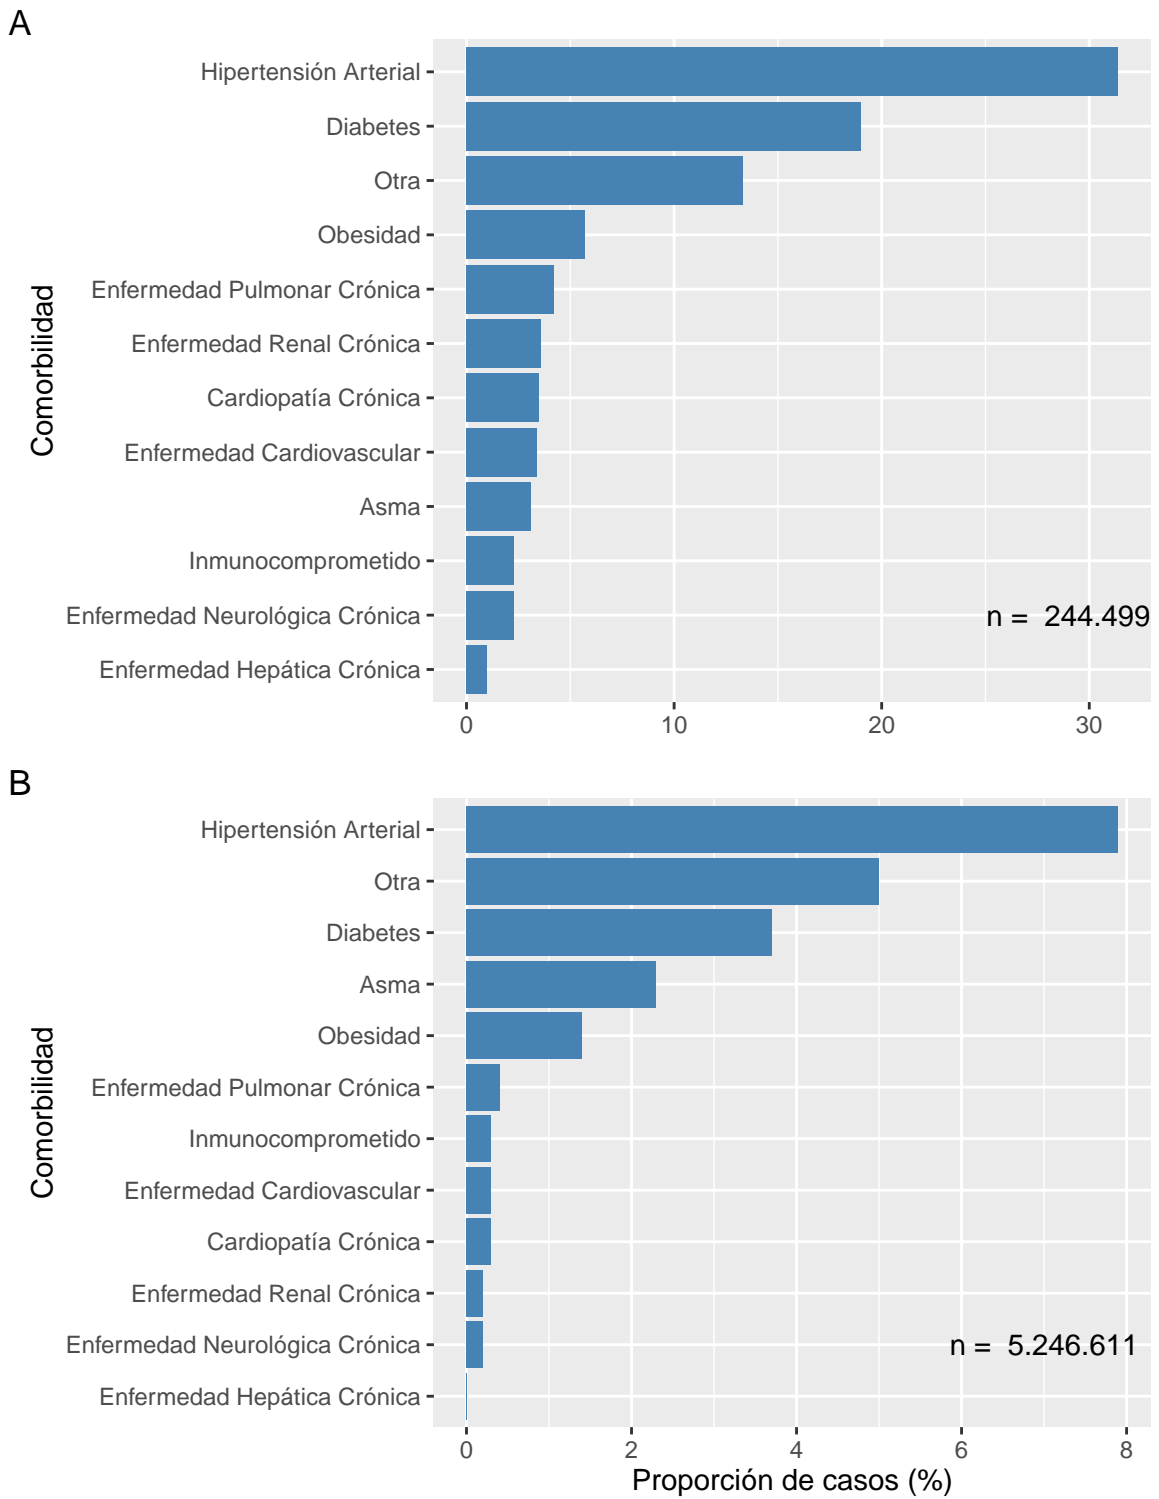 A
Hipertensión Arterial
Diabetes
Otra
Obesidad
Enfermedad Pulmonar Crónica
Enfermedad Renal Crónica
Cardiopatía Crónica
Enfermedad Cardiovascular
Asma
Inmunocomprometido
Enfermedad Neurológica Crónica
Enfermedad Hepática Crónica
Comorbilidad
n = 244.499
0 10 20 30
B
Hipertensión Arterial
Otra
Diabetes
Asma
Obesidad
Enfermedad Pulmonar Crónica
Inmunocomprometido
Enfermedad Cardiovascular
Cardiopatía Crónica
Enfermedad Renal Crónica
Enfermedad Neurológica Crónica
Enfermedad Hepática Crónica
Comorbilidad
n = 5.246.611
0 2 4 6 8
Proporción de casos (%)